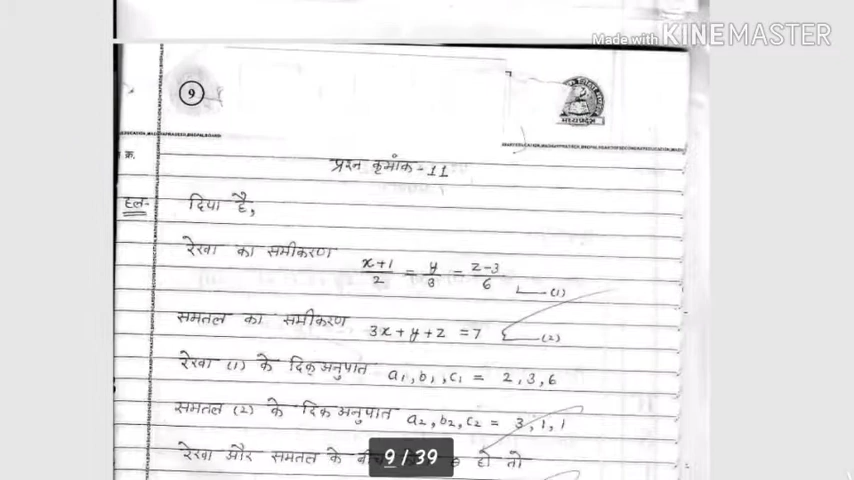 Made with KINEMASTER
9
प्रश्न क्रमांक - 11
हल- दिया है,
रेखा का समीकरण
x+1/2 = y/3 = z-3/6 (1)
समतल का समीकरण 3x + y + z = 7 (2)
रेखा (1) के दिक् अनुपात a₁, b₁, c₁ = 2, 3, 6
समतल (2) के दिक् अनुपात a₂, b₂, c₂ = 3, 1, 1
9 / 39
रेखा और समतल के हो तो